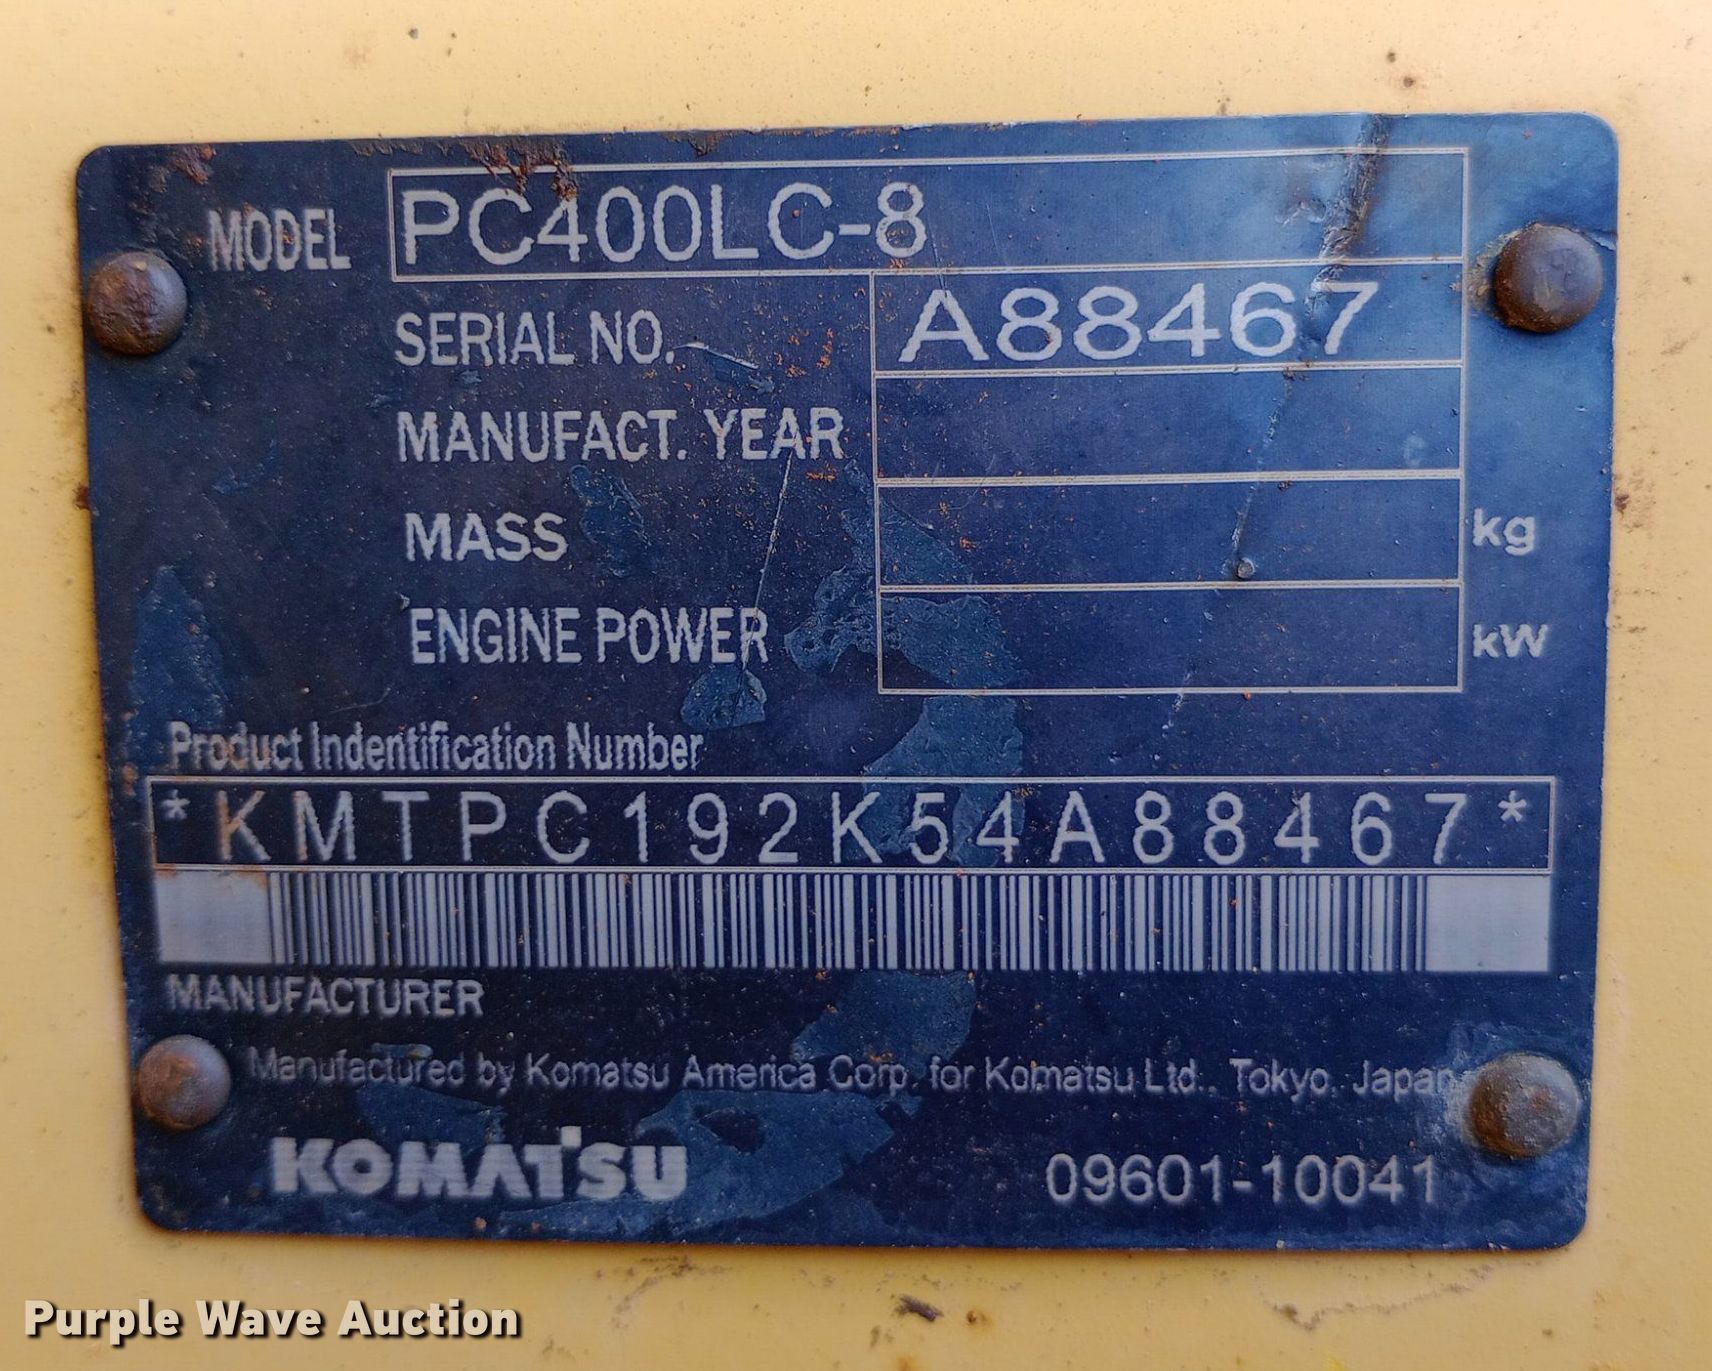 MODEL PC400LC-8
SERIAL NO. A88467
MANUFACT. YEAR
MASS kg
ENGINE POWER kW
Product Indentification Number
*KMTPC192K54A88467*
MANUFACTURER
Manufactured by Komatsu America Corp. for Komatsu Ltd., Tokyo, Japan
KOMATSU 09601-10041
Purple Wave Auction